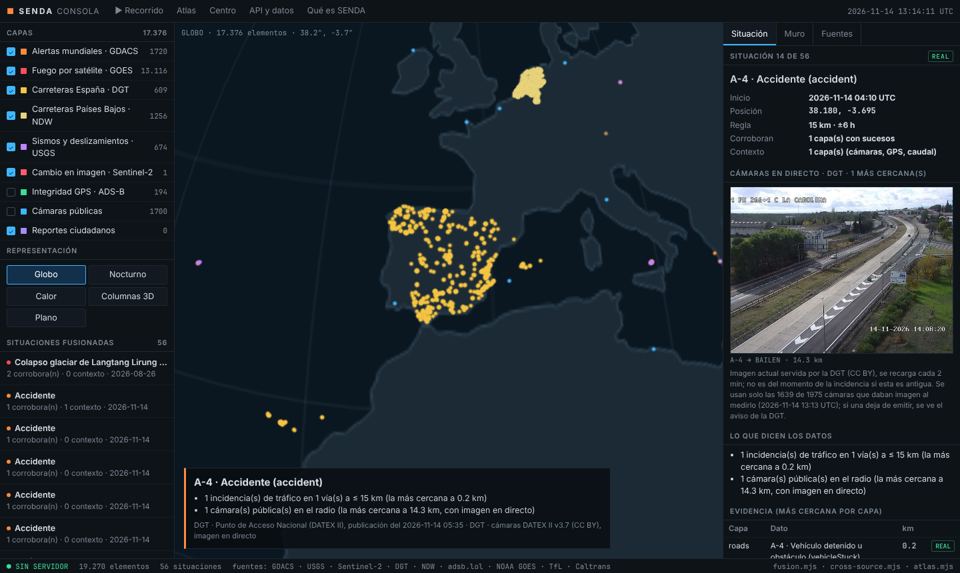 SENDA CONSOLA ▶ Recorrido Atlas Centro API y datos Qué es SENDA 2026-11-14 13:14:11 UTC
CAPAS 17.376
Alertas mundiales · GDACS 1720
Fuego por satélite · GOES 13.116
Carreteras España · DGT 609
Carreteras Países Bajos ·
NDW 1256
Sismos y deslizamientos ·
USGS 674
Cambio en imagen · Sentinel-2 1
Integridad GPS · ADS-B 194
Cámaras públicas 1700
Reportes ciudadanos 0
REPRESENTACIÓN
Globo Nocturno
Calor Columnas 3D
Plano
SITUACIONES FUSIONADAS 56
Colapso glaciar de Langtang Lirung ...
2 corrobora(n) · 0 contexto · 2026-08-26
Accidente
1 corrobora(n) · 1 contexto · 2026-11-14
Accidente
1 corrobora(n) · 0 contexto · 2026-11-14
Accidente
1 corrobora(n) · 0 contexto · 2026-11-14
Accidente
1 corrobora(n) · 0 contexto · 2026-11-14
Accidente
1 corrobora(n) · 0 contexto · 2026-11-14
GLOBO · 17.376 elementos · 38.2°, -3.7°
A-4 · Accidente (accident)
• 1 incidencia(s) de tráfico en 1 vía(s) a ≤ 15 km (la más cercana a 0.2 km)
• 1 cámara(s) pública(s) en el radio (la más cercana a 14.3 km, con imagen en directo)
DGT · Punto de Acceso Nacional (DATEX II), publicación del 2026-11-14 05:35 · DGT · cámaras DATEX II v3.7 (CC BY),
imagen en directo
Situación Muro Fuentes
SITUACIÓN 14 DE 56 REAL
A-4 · Accidente (accident)
Inicio 2026-11-14 04:10 UTC
Posición 38.180, -3.695
Regla 15 km · ±6 h
Corroboran 1 capa(s) con sucesos
Contexto 1 capa(s) (cámaras, GPS, caudal)
CÁMARAS EN DIRECTO · DGT · 1 MÁS CERCANA(S)
LA CAROLINA
14-11-2026 14:08:20
A-4 → BAILEN · 14.3 km
Imagen actual servida por la DGT (CC BY), se recarga cada 2
min; no es del momento de la incidencia si esta es antigua. Se
usan solo las 1639 de 1975 cámaras que daban imagen al
medirlo (2026-11-14 13:13 UTC); si una deja de emitir, se ve el
aviso de la DGT.
LO QUE DICEN LOS DATOS
• 1 incidencia(s) de tráfico en 1 vía(s) a ≤ 15 km (la más
cercana a 0.2 km)
• 1 cámara(s) pública(s) en el radio (la más cercana a
14.3 km, con imagen en directo)
EVIDENCIA (MÁS CERCANA POR CAPA)
Capa Dato km
roads A-4 · Vehículo detenido u 0.2 REAL
obstáculo (vehicleStuck)
SIN SERVIDOR 19.270 elementos 56 situaciones fuentes: GDACS · USGS · Sentinel-2 · DGT · NDW · adsb.lol · NOAA GOES · TfL · Caltrans fusion.mjs · cross-source.mjs · atlas.mjs